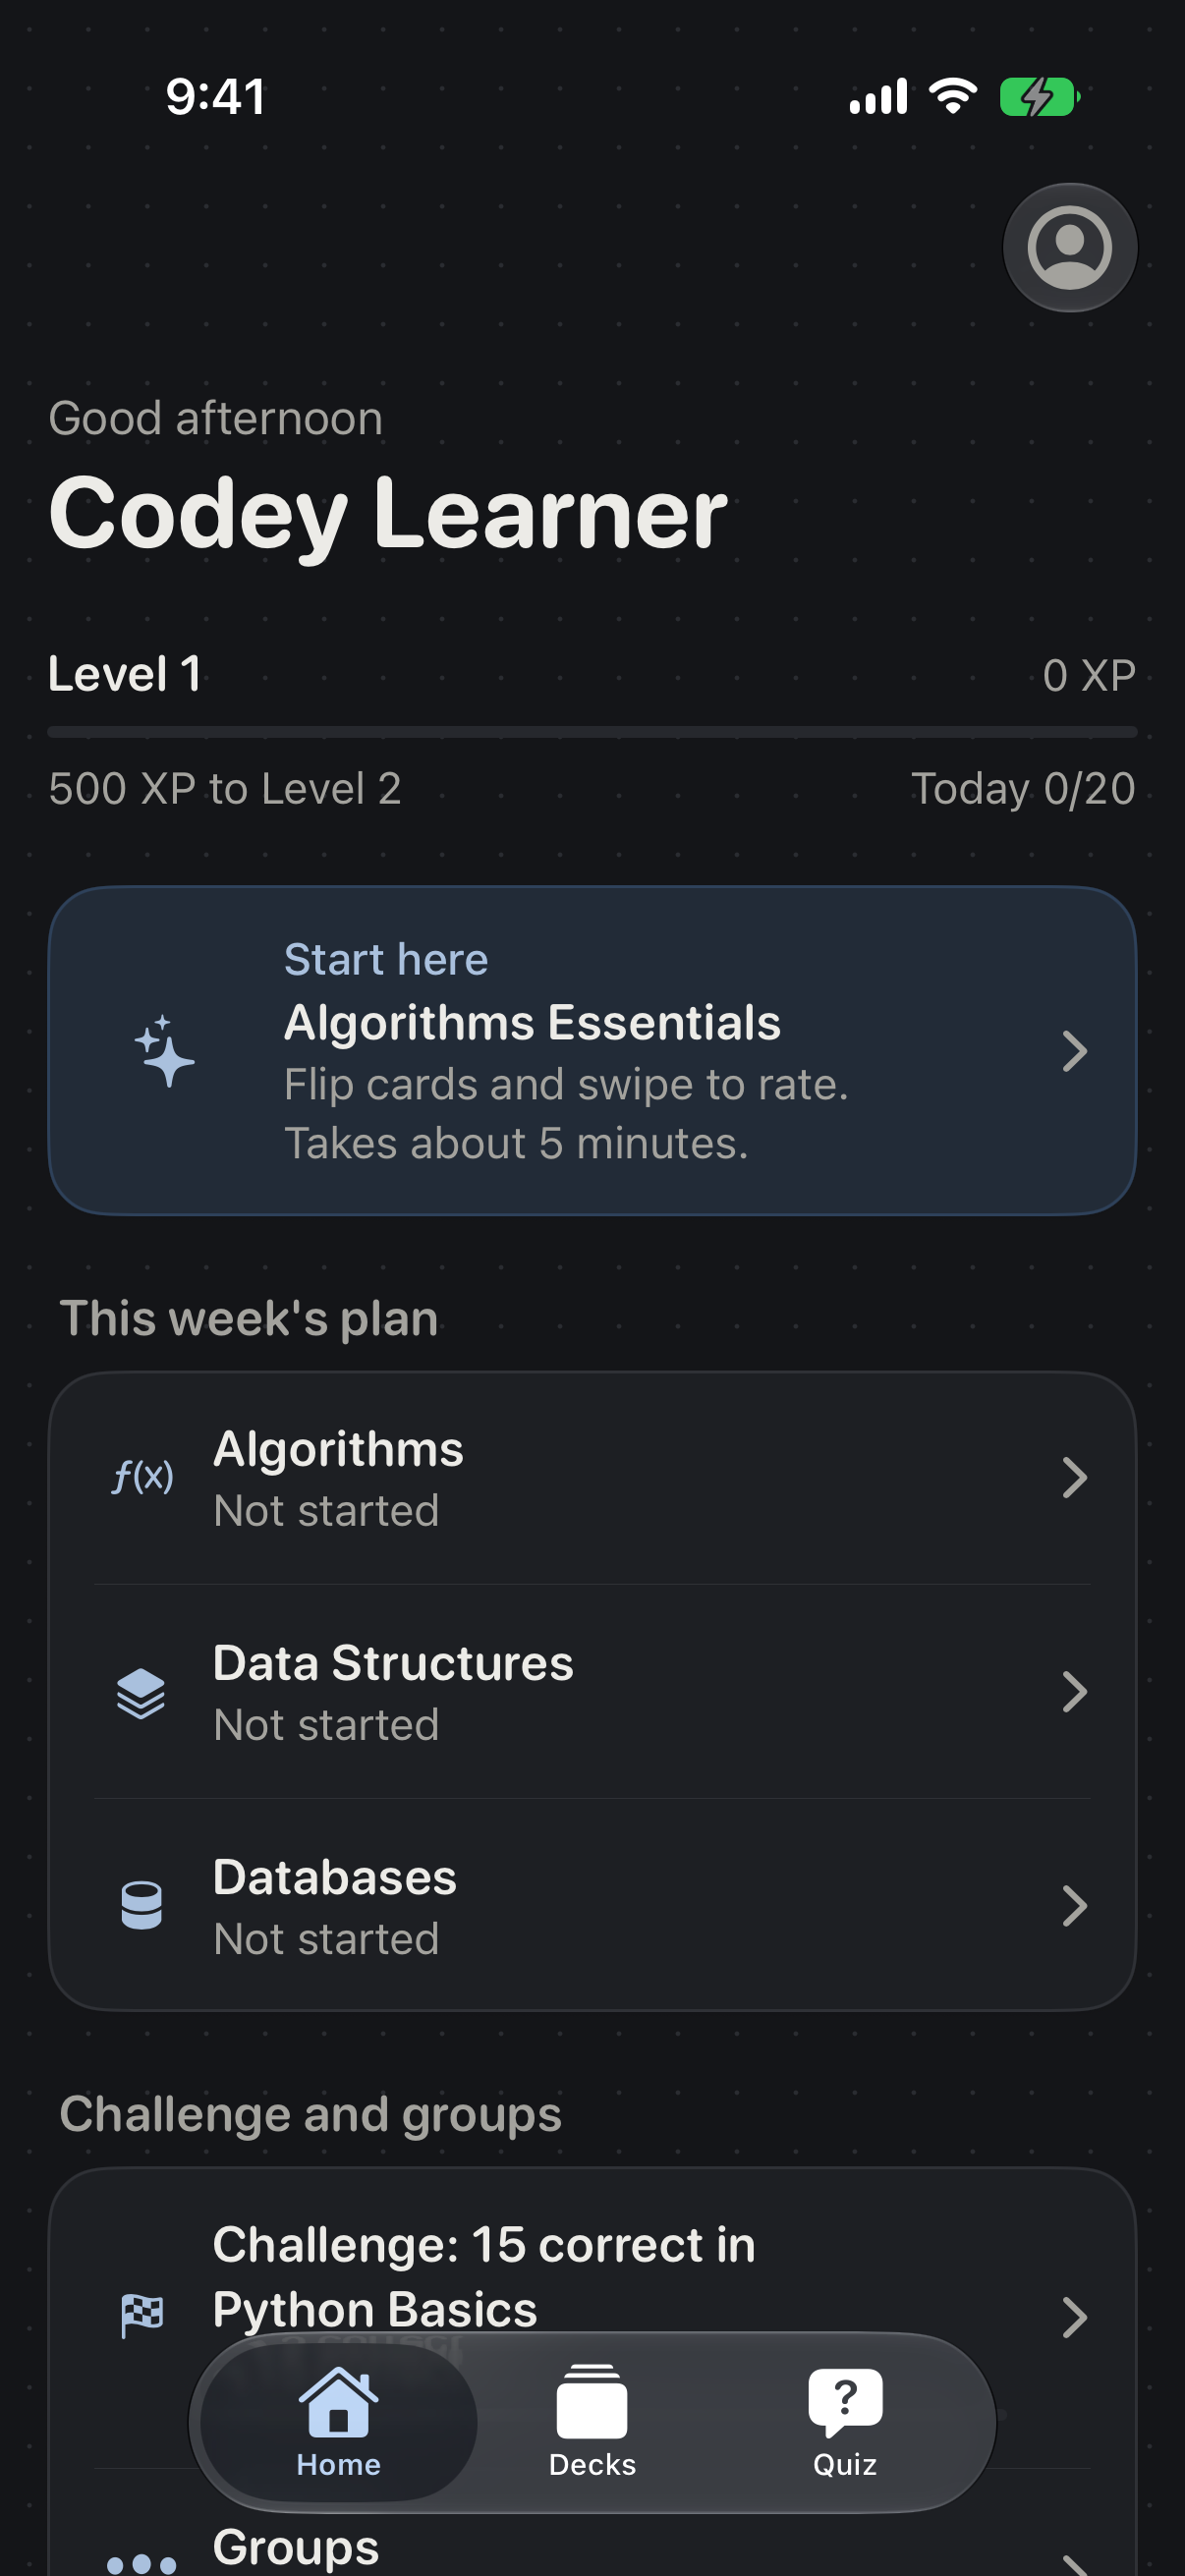 9:41
Good afternoon
Codey Learner
Level 1
0 XP
500 XP to Level 2
Today 0/20
Start here
Algorithms Essentials
Flip cards and swipe to rate.
Takes about 5 minutes.
This week's plan
f(x)
Algorithms
Not started
Data Structures
Not started
Databases
Not started
Challenge and groups
Challenge: 15 correct in
Python Basics
Home
Decks
?
Quiz
Groups